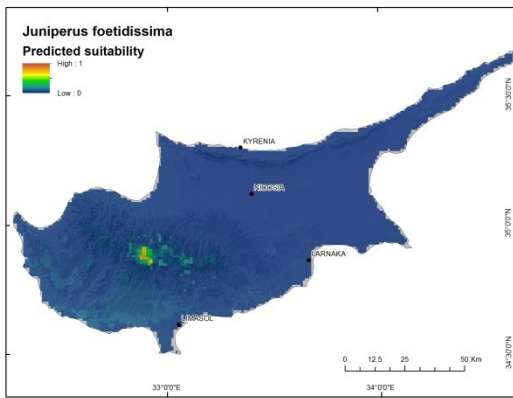 Juniperus foetidissima
Predicted suitability
High : 1
Low : 0
35°30'0"N
KYRENIA
NICOSIA
35°0'0"N
LARNAKA
LIMASOL
34°30'0"N
0 12.5 25 50 Km
33°0'0"E 34°0'0"E